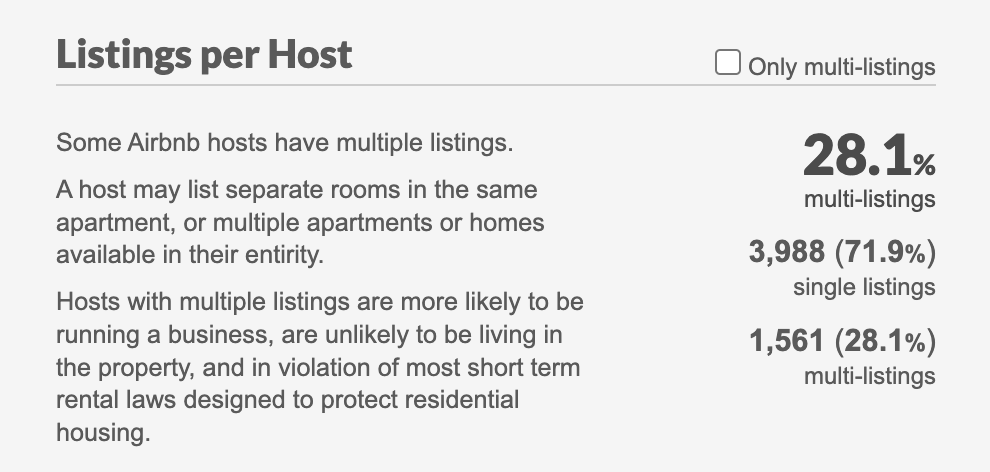 Listings per Host
Only multi-listings
Some Airbnb hosts have multiple listings.
A host may list separate rooms in the same
apartment, or multiple apartments or homes
available in their entirity.
Hosts with multiple listings are more likely to be
running a business, are unlikely to be living in
the property, and in violation of most short term
rental laws designed to protect residential
housing.
28.1%
multi-listings
3,988 (71.9%)
single listings
1,561 (28.1%)
multi-listings